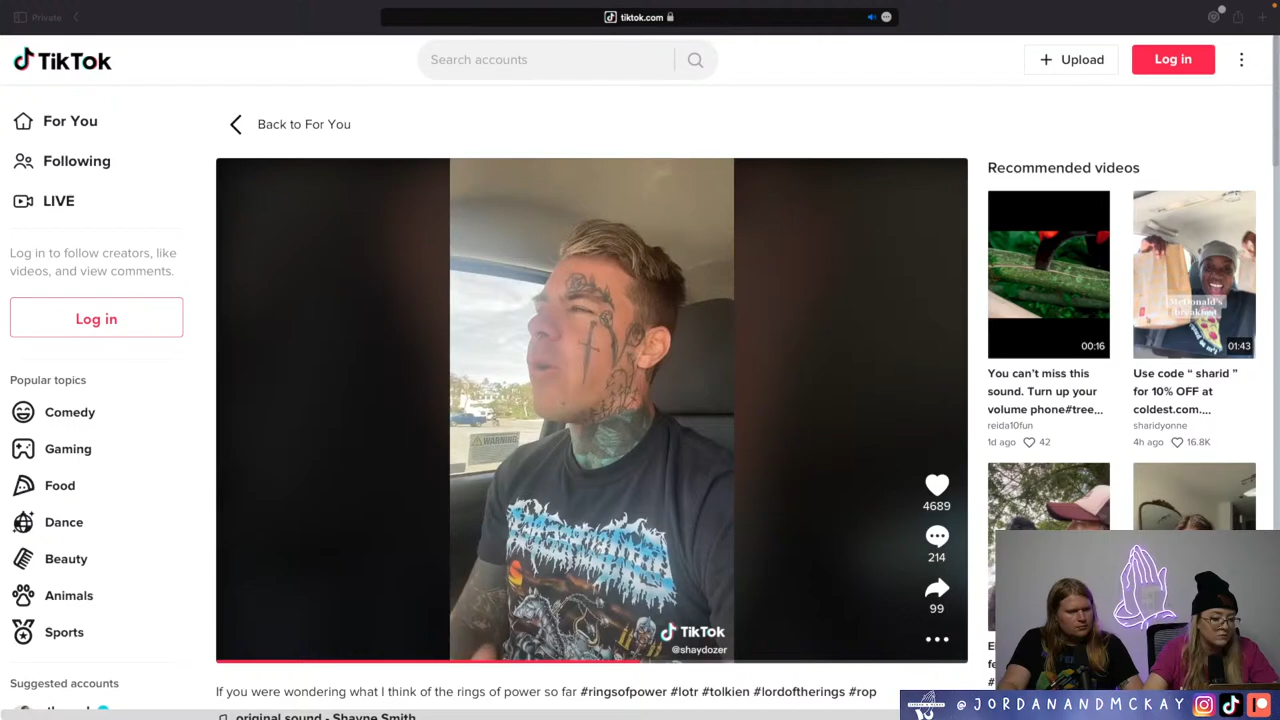 Private
tiktok.com
TikTok
Search accounts
Upload
Log in
For You
Following
LIVE
Log in to follow creators, like
videos, and view comments.
Log in
Popular topics
Comedy
Gaming
Food
Dance
Beauty
Animals
Sports
Suggested accounts
Back to For You
WARNING
4689
214
99
TikTok
@shaydozer
If you were wondering what I think of the rings of power so far #ringsofpower #lotr #tolkien #lordoftherings #rop
original sound - Shayne Smith
Recommended videos
00:16
You can't miss this
sound. Turn up your
volume phone#tree...
reida10fun
1d ago 42
McDonald's
breakfast
01:43
Use code " sharid "
for 10% OFF at
coldest.com....
sharidyonne
4h ago 16.8K
@JORDANANDMCKAY